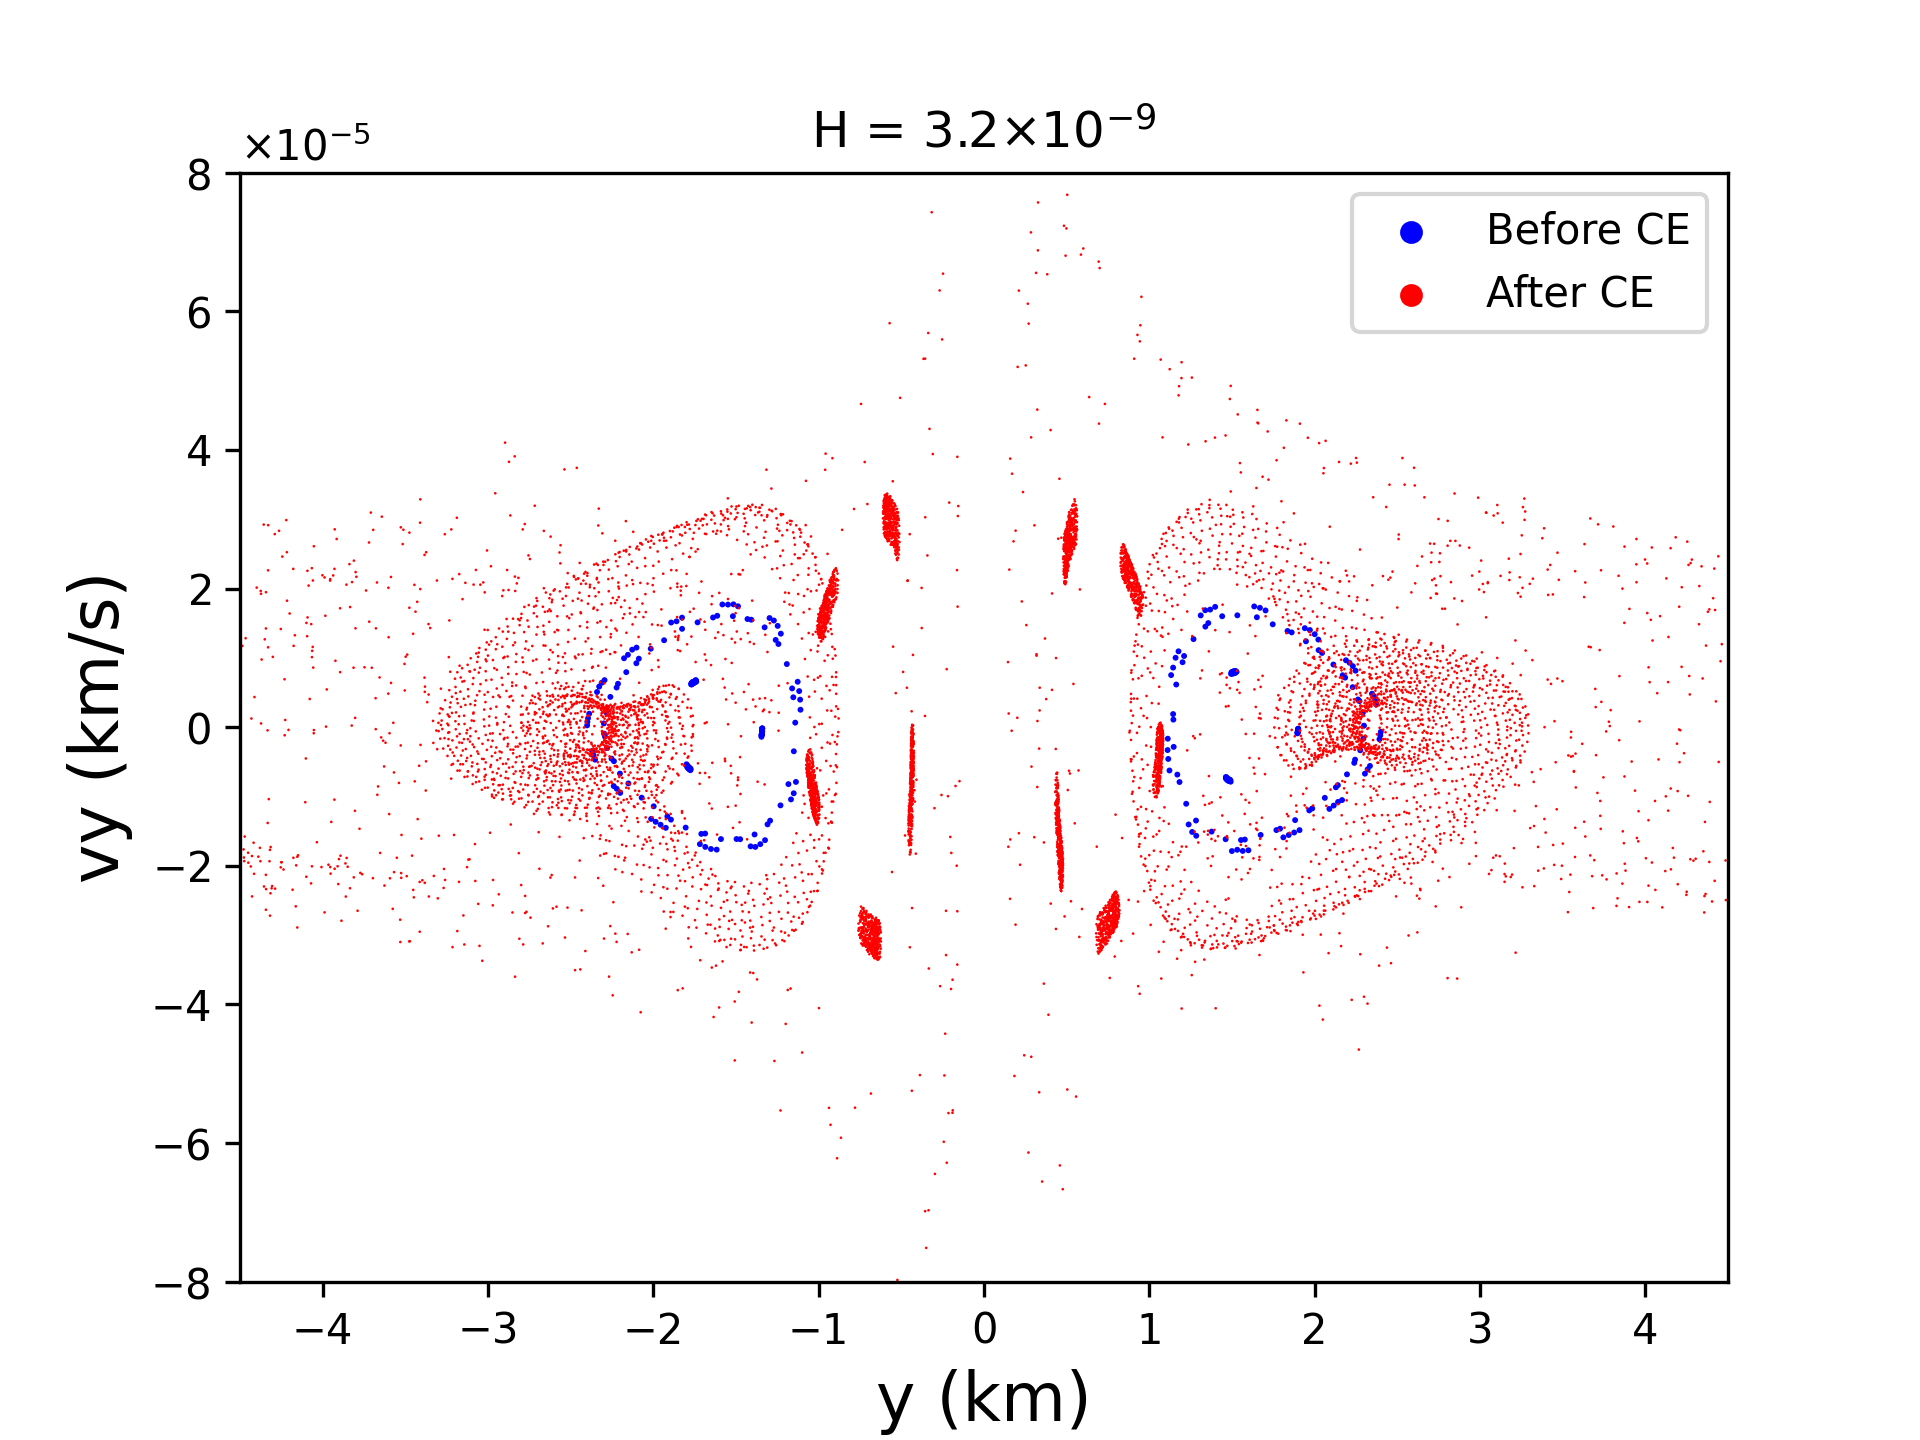 H = 3.2×10⁻⁹
×10⁻⁵
Before CE
After CE
8
6
4
2
0
−2
−4
−6
−8
vy (km/s)
−4 −3 −2 −1 0 1 2 3 4
y (km)